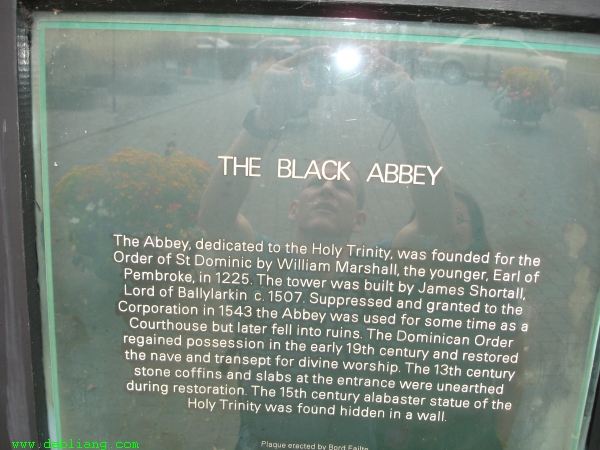 THE BLACK ABBEY
The Abbey, dedicated to the Holy Trinity, was founded for the
Order of St Dominic by William Marshall, the younger, Earl of
Pembroke, in 1225. The tower was built by James Shortall,
Lord of Ballylarkin c. 1507. Suppressed and granted to the
Corporation in 1543 the Abbey was used for some time as a
Courthouse but later fell into ruins. The Dominican Order
regained possession in the early 19th century and restored
the nave and transept for divine worship. The 13th century
stone coffins and slabs at the entrance were unearthed
during restoration. The 15th century alabaster statue of the
Holy Trinity was found hidden in a wall.
Plaque erected by Bord Failte